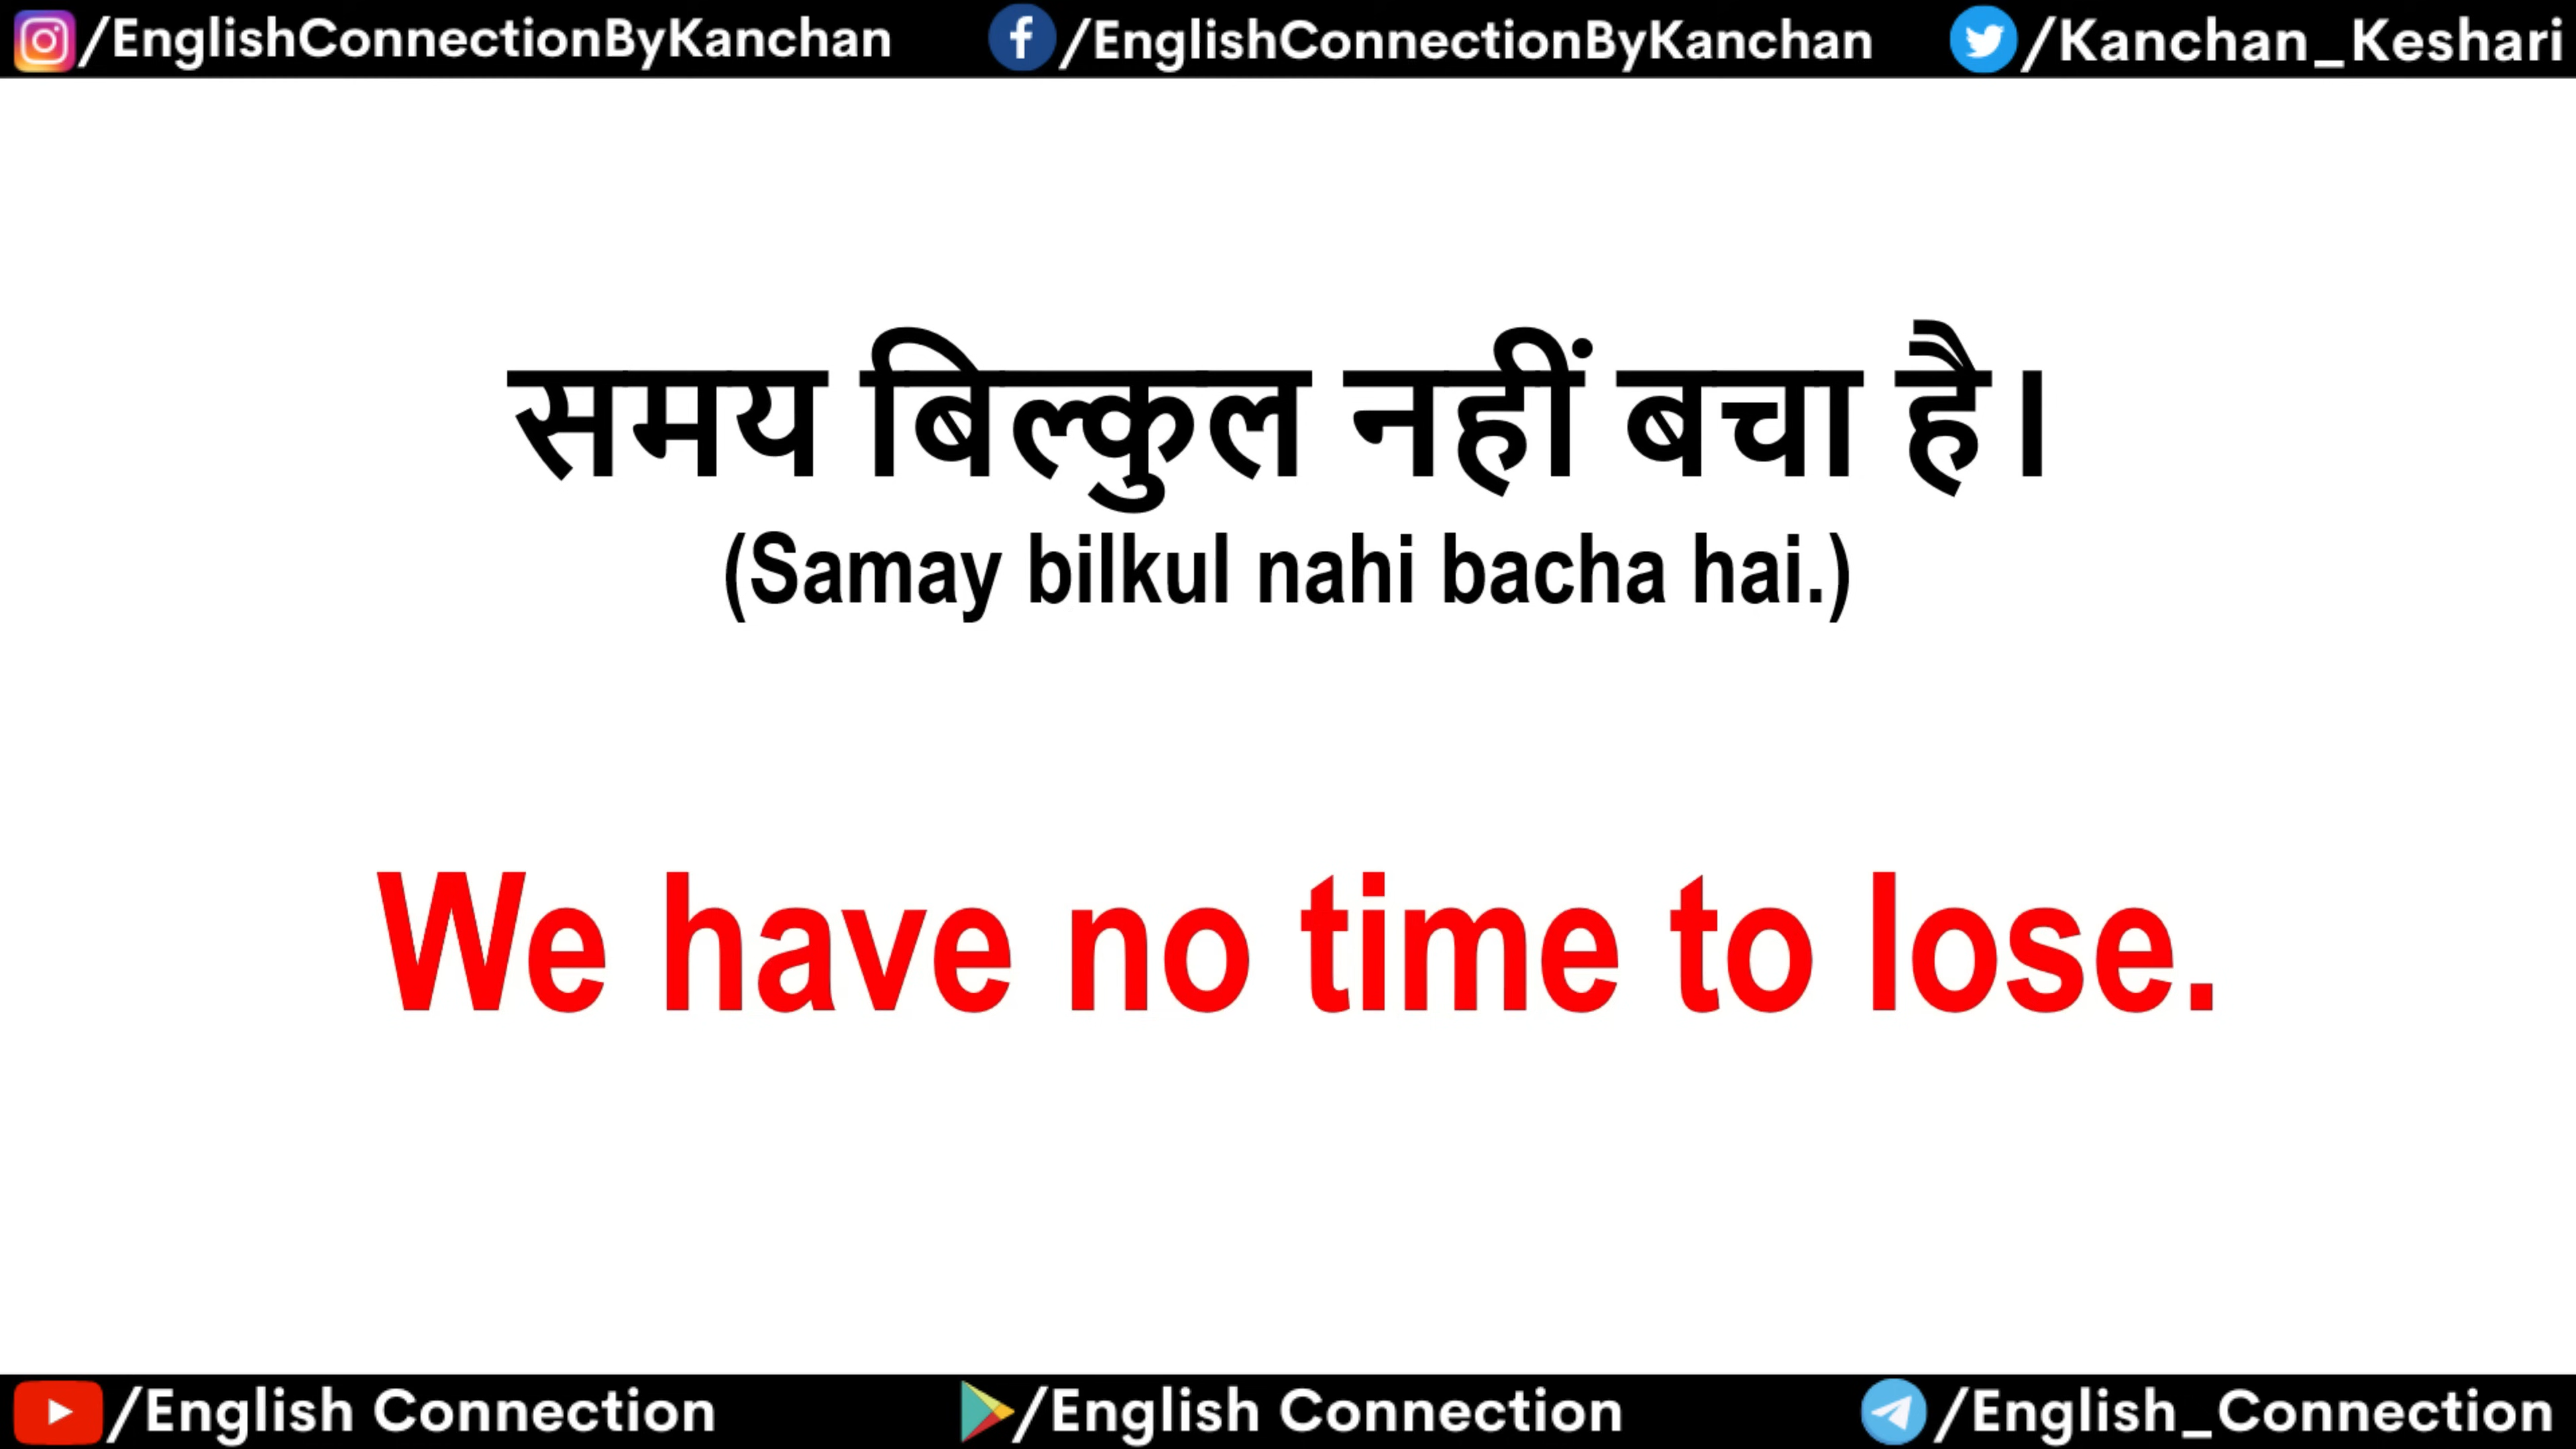 /EnglishConnectionByKanchan /EnglishConnectionByKanchan /Kanchan_Keshari
समय बिल्कुल नहीं बचा है।
(Samay bilkul nahi bacha hai.)
We have no time to lose.
/English Connection /English Connection /English_Connection